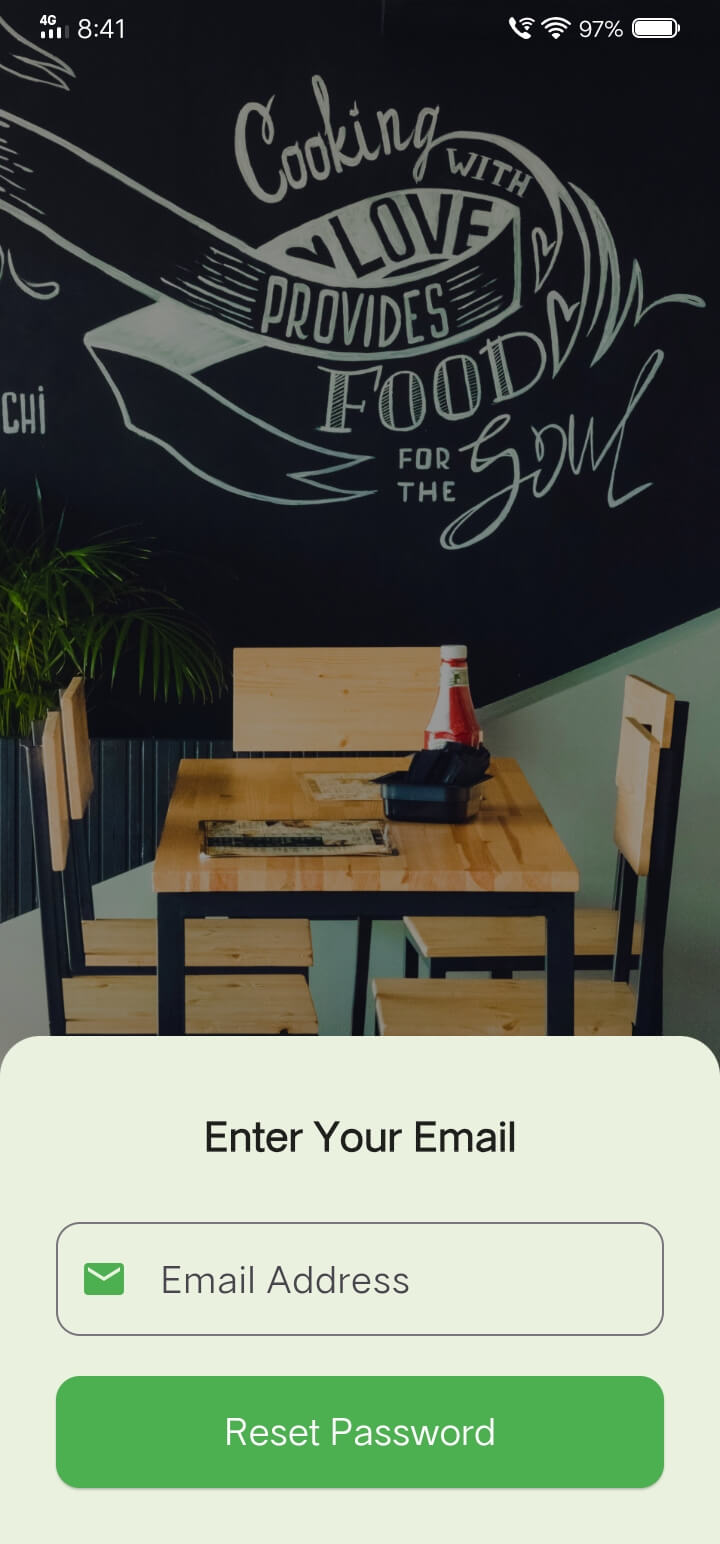 4G
8:41
97%
Cooking
WITH
LOVE
PROVIDES
FOOD
CHI
FOR
THE
Soul
Enter Your Email
Email Address
Reset Password